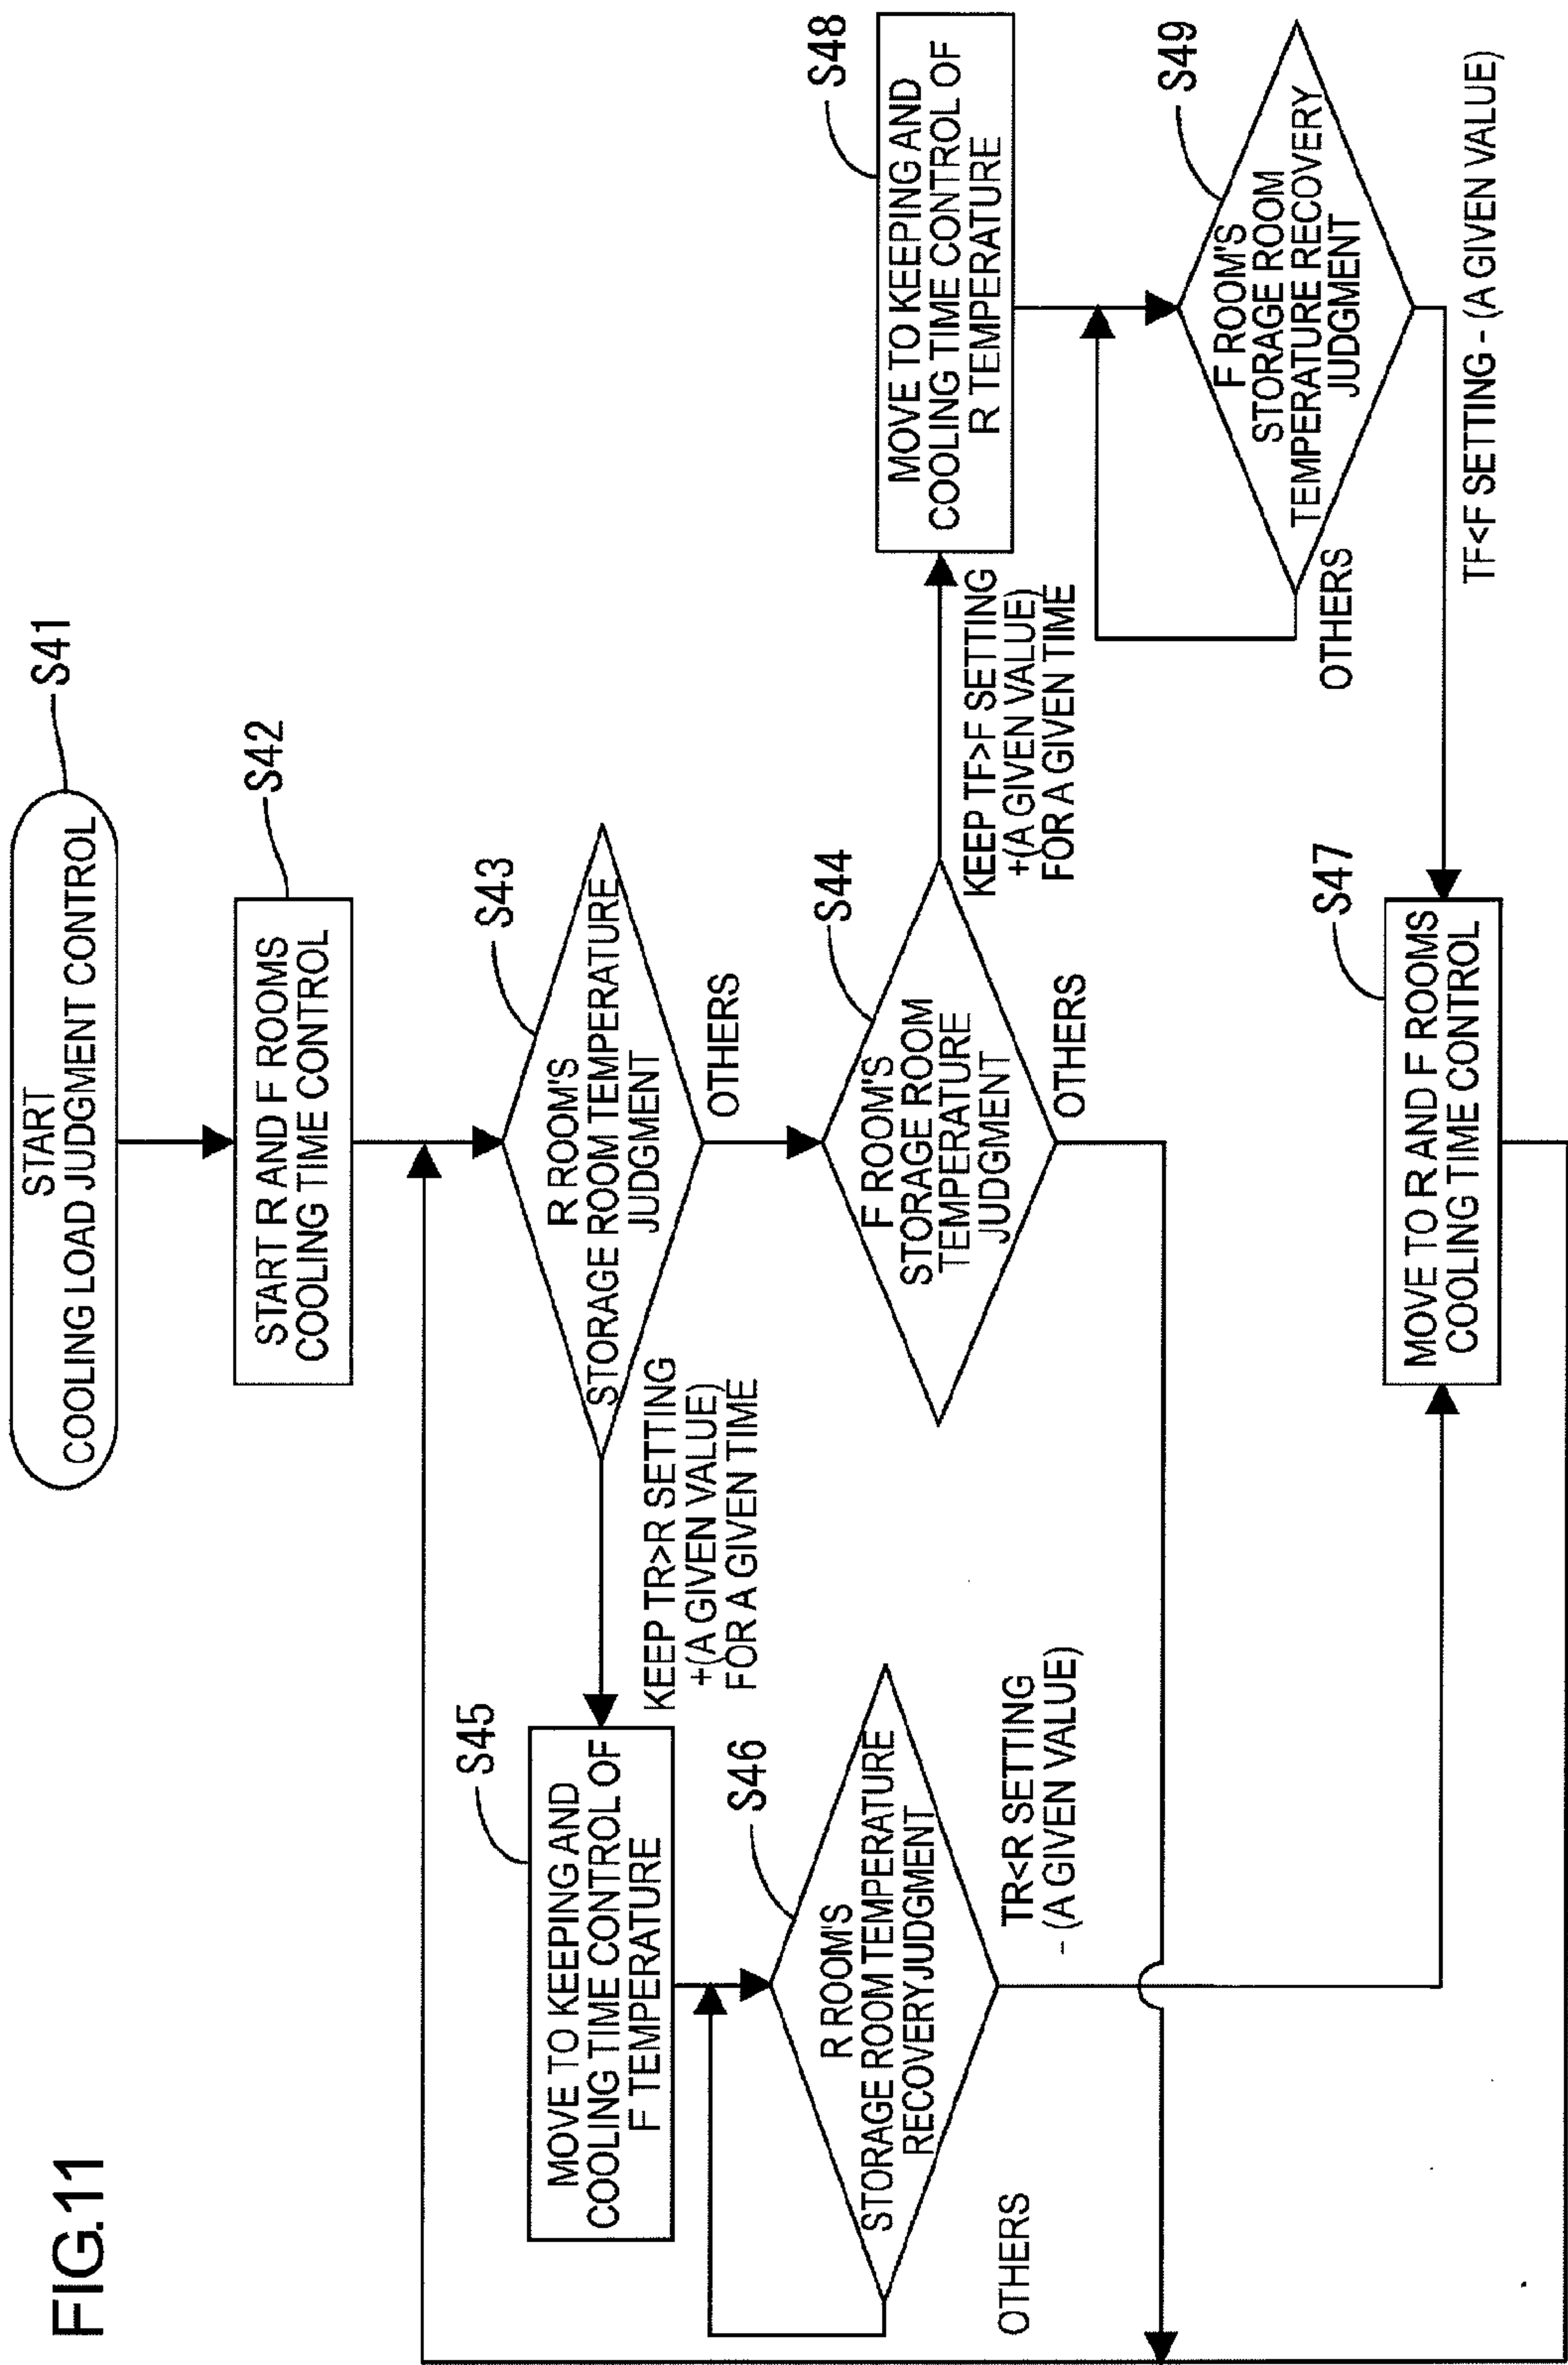 FIG.11
START
COOLING LOAD JUDGMENT CONTROL
S41
START R AND F ROOMS
COOLING TIME CONTROL
S42
R ROOM'S
STORAGE ROOM TEMPERATURE
JUDGMENT
S43
KEEP TR>R SETTING
+(A GIVEN VALUE)
FOR A GIVEN TIME
OTHERS
F ROOM'S
STORAGE ROOM
TEMPERATURE
JUDGMENT
S44
KEEP TF>F SETTING
+(A GIVEN VALUE)
FOR A GIVEN TIME
OTHERS
MOVE TO KEEPING AND
COOLING TIME CONTROL OF
F TEMPERATURE
S45
R ROOM'S
STORAGE ROOM TEMPERATURE
RECOVERY JUDGMENT
S46
OTHERS
TR<R SETTING
- (A GIVEN VALUE)
MOVE TO R AND F ROOMS
COOLING TIME CONTROL
S47
MOVE TO KEEPING AND
COOLING TIME CONTROL OF
R TEMPERATURE
S48
F ROOM'S
STORAGE ROOM
TEMPERATURE RECOVERY
JUDGMENT
S49
OTHERS
TF<F SETTING - (A GIVEN VALUE)